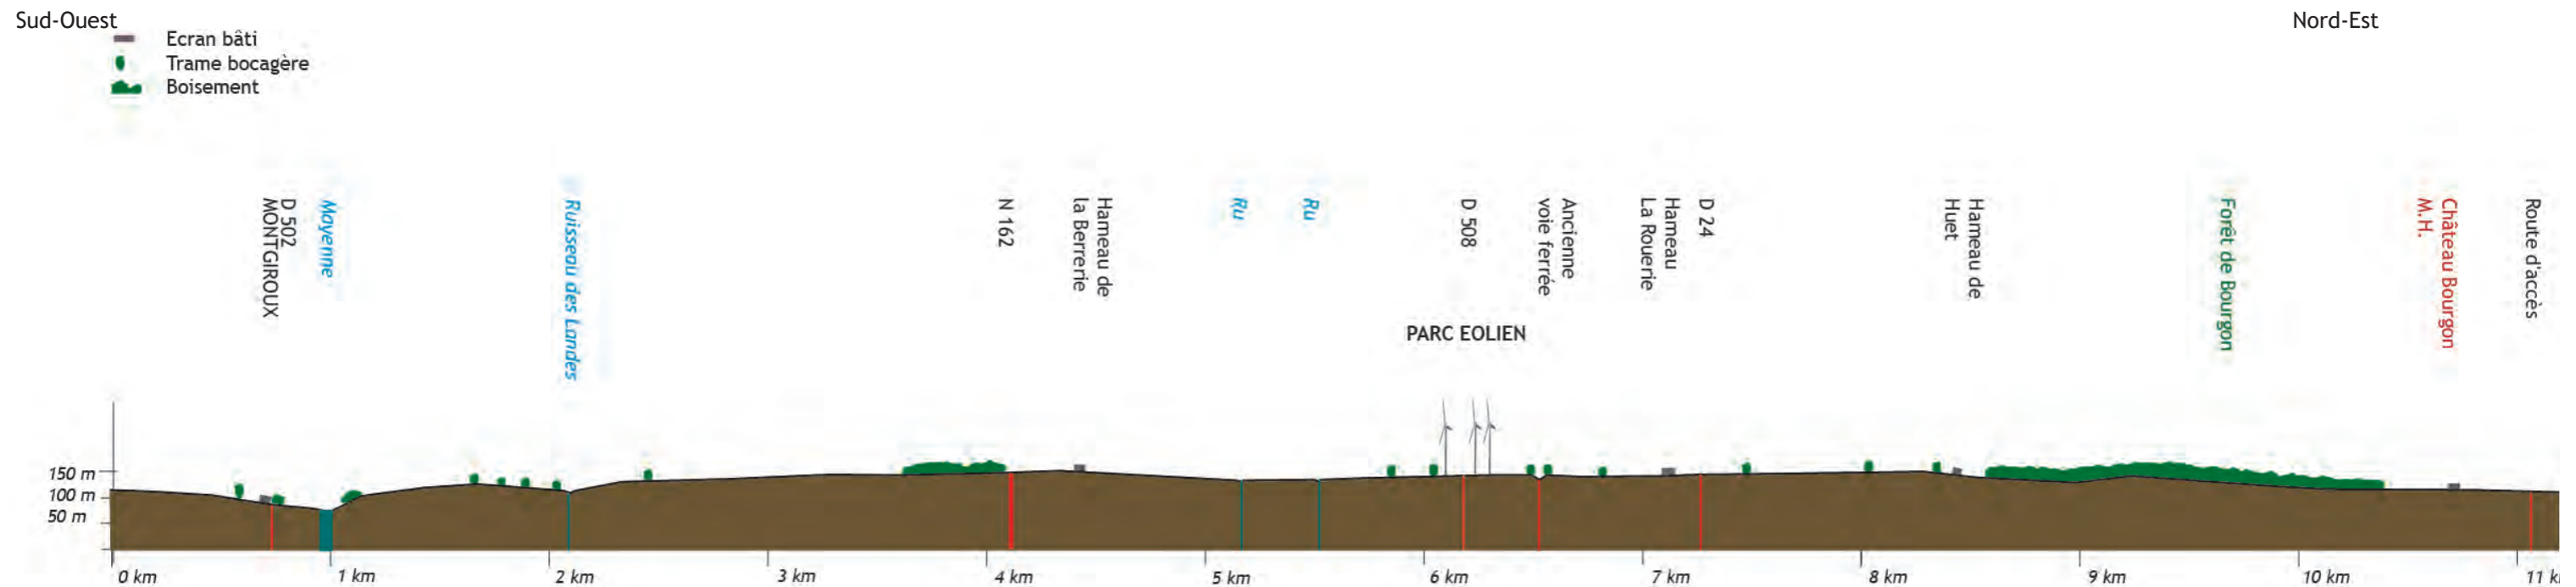 Sud-Ouest
Nord-Est
Ecran bâti
Trame bocagère
Boisement
D 502
MONTGIROUX
Mayenne
Ruisseau des Landes
N 162
Hameau de
la Berrerie
Ru
Ru
D 508
Ancienne
voie ferrée
Hameau
La Rouerie
D 24
Hameau de
Huet
Forêt de Bourgon
Château Bourgon
M.H.
Route d'accès
PARC EOLIEN
150 m
100 m
50 m
0 km
1 km
2 km
3 km
4 km
5 km
6 km
7 km
8 km
9 km
10 km
11 k